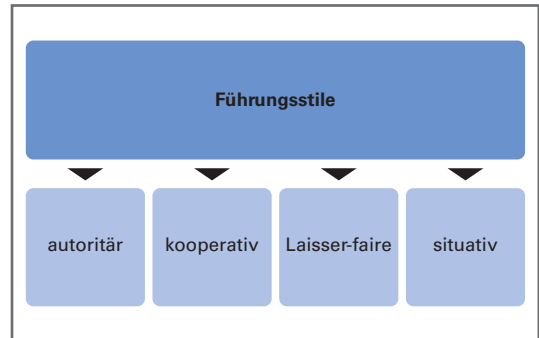 Führungsstile
autoritär
kooperativ
Laisser-faire
situativ